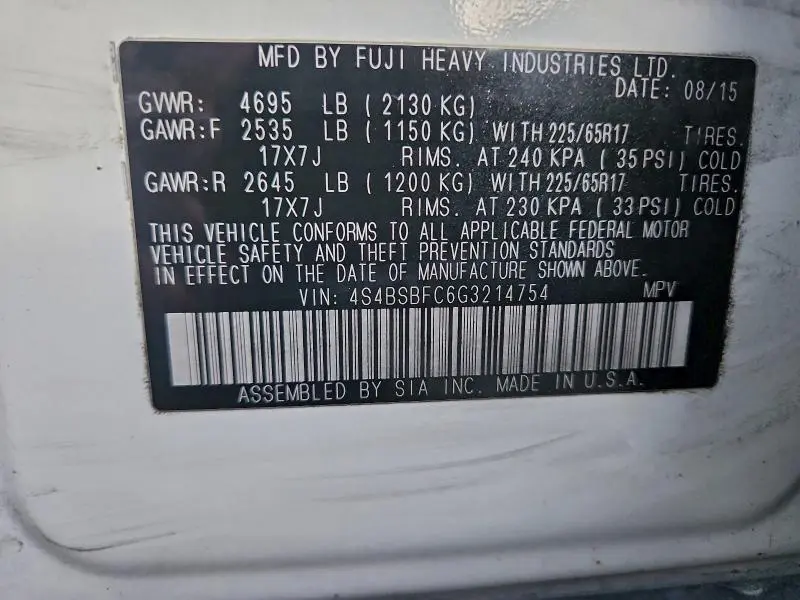 MFD BY FUJI HEAVY INDUSTRIES LTD.
DATE: 08/15
GVWR: 4695 LB ( 2130 KG)
GAWR:F 2535 LB ( 1150 KG) WITH 225/65R17 TIRES.
17X7J RIMS. AT 240 KPA ( 35 PSI) COLD
GAWR:R 2645 LB ( 1200 KG) WITH 225/65R17 TIRES.
17X7J RIMS. AT 230 KPA ( 33 PSI) COLD
THIS VEHICLE CONFORMS TO ALL APPLICABLE FEDERAL MOTOR
VEHICLE SAFETY AND THEFT PREVENTION STANDARDS
IN EFFECT ON THE DATE OF MANUFACTURE SHOWN ABOVE.
VIN: 4S4BSBFC6G3214754 MPV
ASSEMBLED BY SIA INC. MADE IN U.S.A.